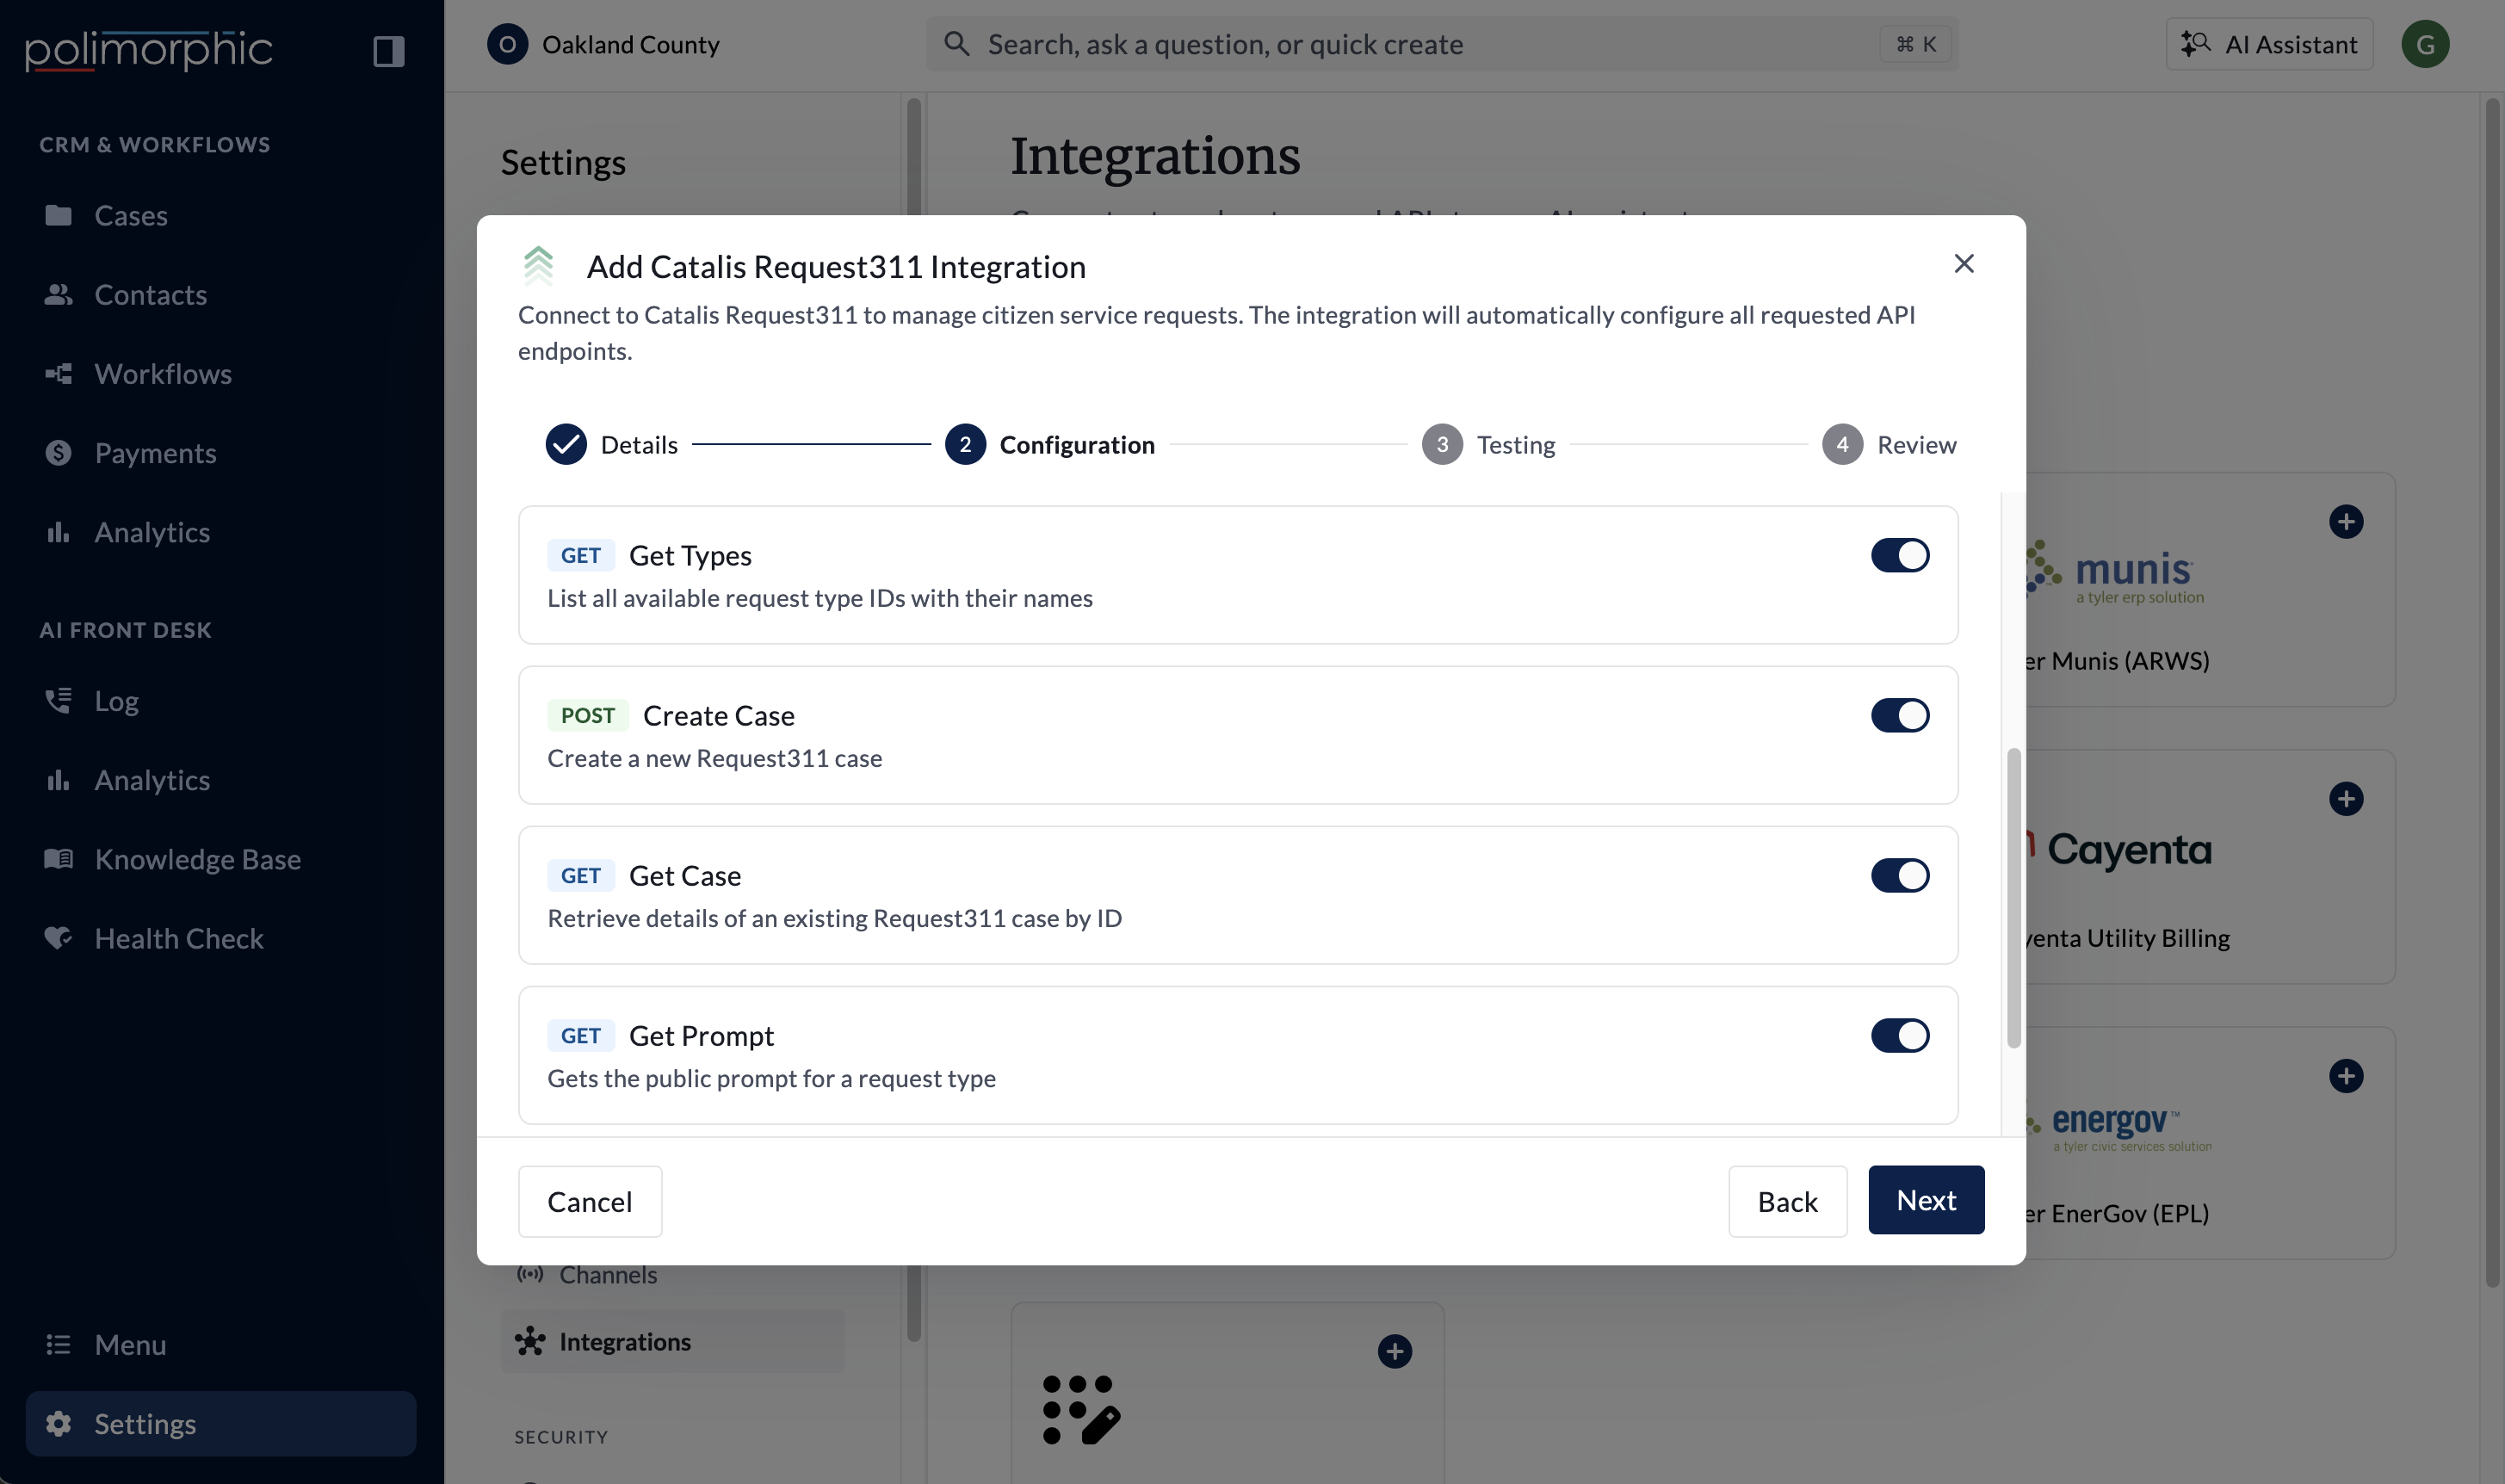 polimorphic
CRM & WORKFLOWS
Cases
Contacts
Workflows
Payments
Analytics
AI FRONT DESK
Log
Analytics
Knowledge Base
Health Check
Menu
Settings
O Oakland County
Search, ask a question, or quick create
⌘ K
AI Assistant
G
Settings
Channels
Integrations
SECURITY
Integrations
Add Catalis Request311 Integration
Connect to Catalis Request311 to manage citizen service requests. The integration will automatically configure all requested API
endpoints.
Details
2 Configuration
3 Testing
4 Review
GET Get Types
List all available request type IDs with their names
POST Create Case
Create a new Request311 case
GET Get Case
Retrieve details of an existing Request311 case by ID
GET Get Prompt
Gets the public prompt for a request type
Cancel
Back
Next
munis
a tyler erp solution
er Munis (ARWS)
Cayenta
yenta Utility Billing
energov™
a tyler civic services solution
er EnerGov (EPL)